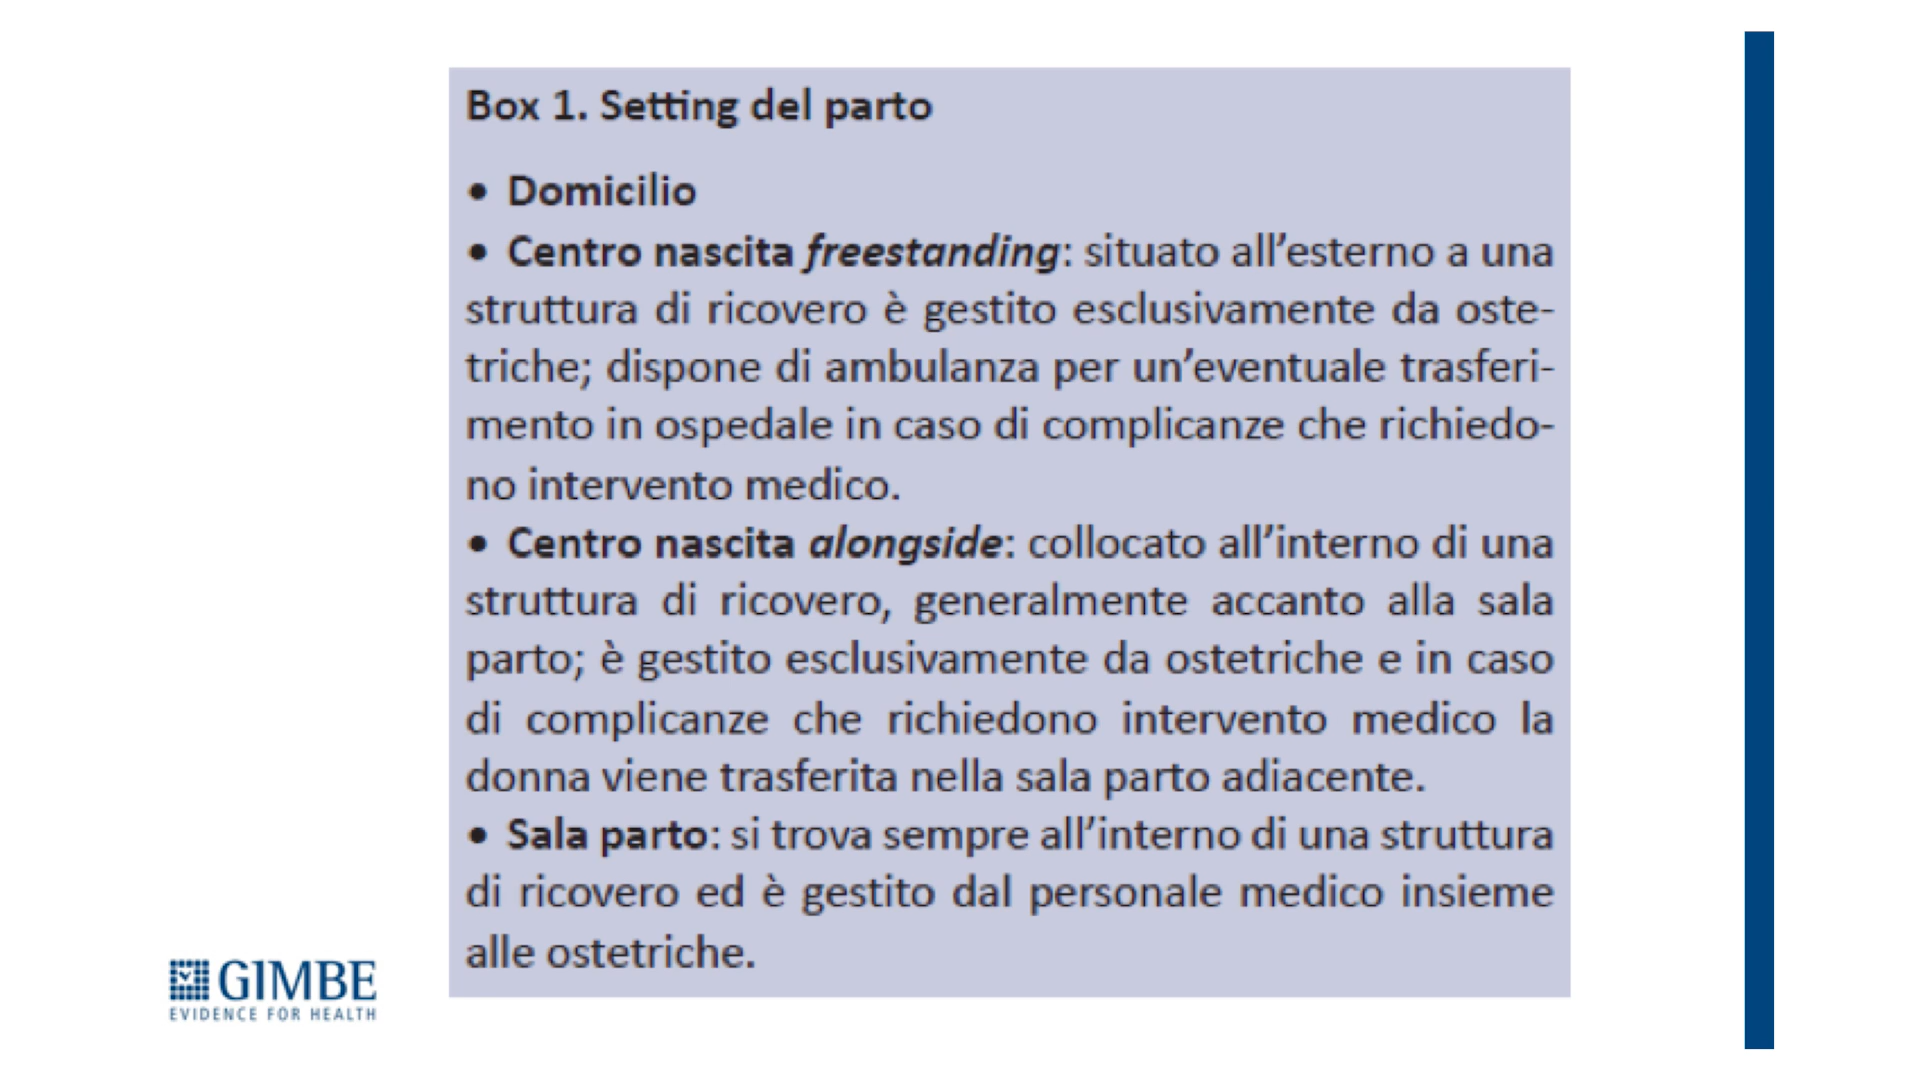 Box 1. Setting del parto
• Domicilio
• Centro nascita freestanding: situato all’esterno a una
struttura di ricovero è gestito esclusivamente da oste-
triche; dispone di ambulanza per un’eventuale trasferi-
mento in ospedale in caso di complicanze che richiedo-
no intervento medico.
• Centro nascita alongside: collocato all’interno di una
struttura di ricovero, generalmente accanto alla sala
parto; è gestito esclusivamente da ostetriche e in caso
di complicanze che richiedono intervento medico la
donna viene trasferita nella sala parto adiacente.
• Sala parto: si trova sempre all’interno di una struttura
di ricovero ed è gestito dal personale medico insieme
alle ostetriche.
GIMBE
EVIDENCE FOR HEALTH